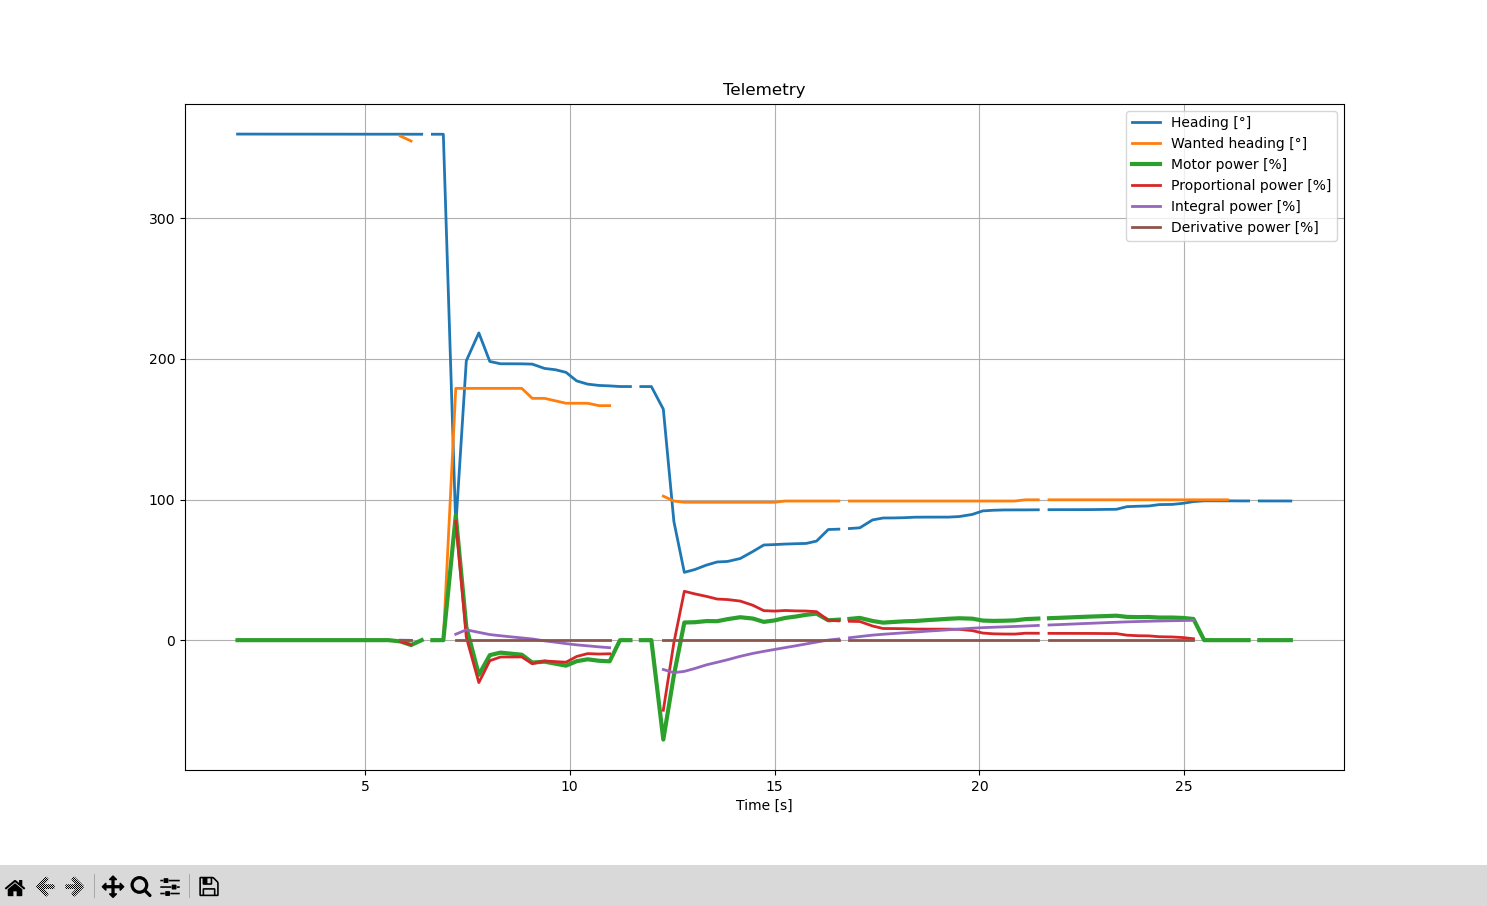 Telemetry
Heading [°]
Wanted heading [°]
Motor power [%]
Proportional power [%]
Integral power [%]
Derivative power [%]
300
200
100
0
5 10 15 20 25
Time [s]